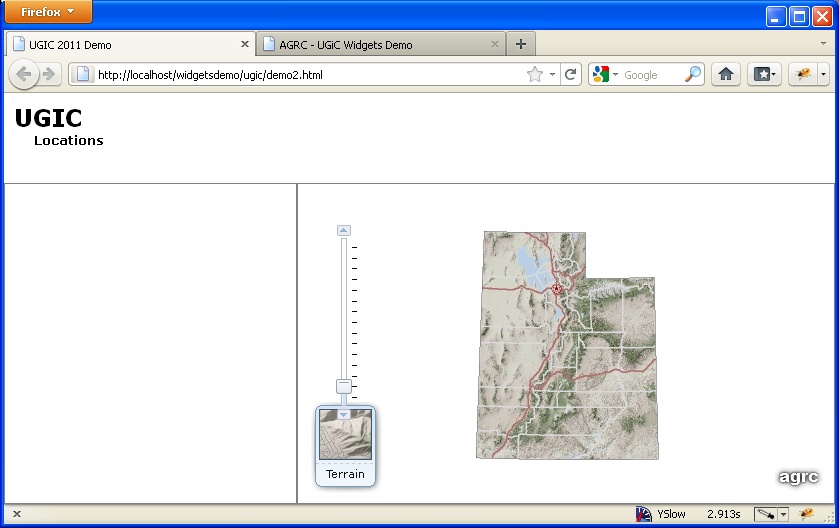 Firefox
UGIC 2011 Demo
AGRC - UGiC Widgets Demo
http://localhost/widgetsdemo/ugic/demo2.html
Google
UGIC
Locations
Terrain
agrc
YSlow
2.913s